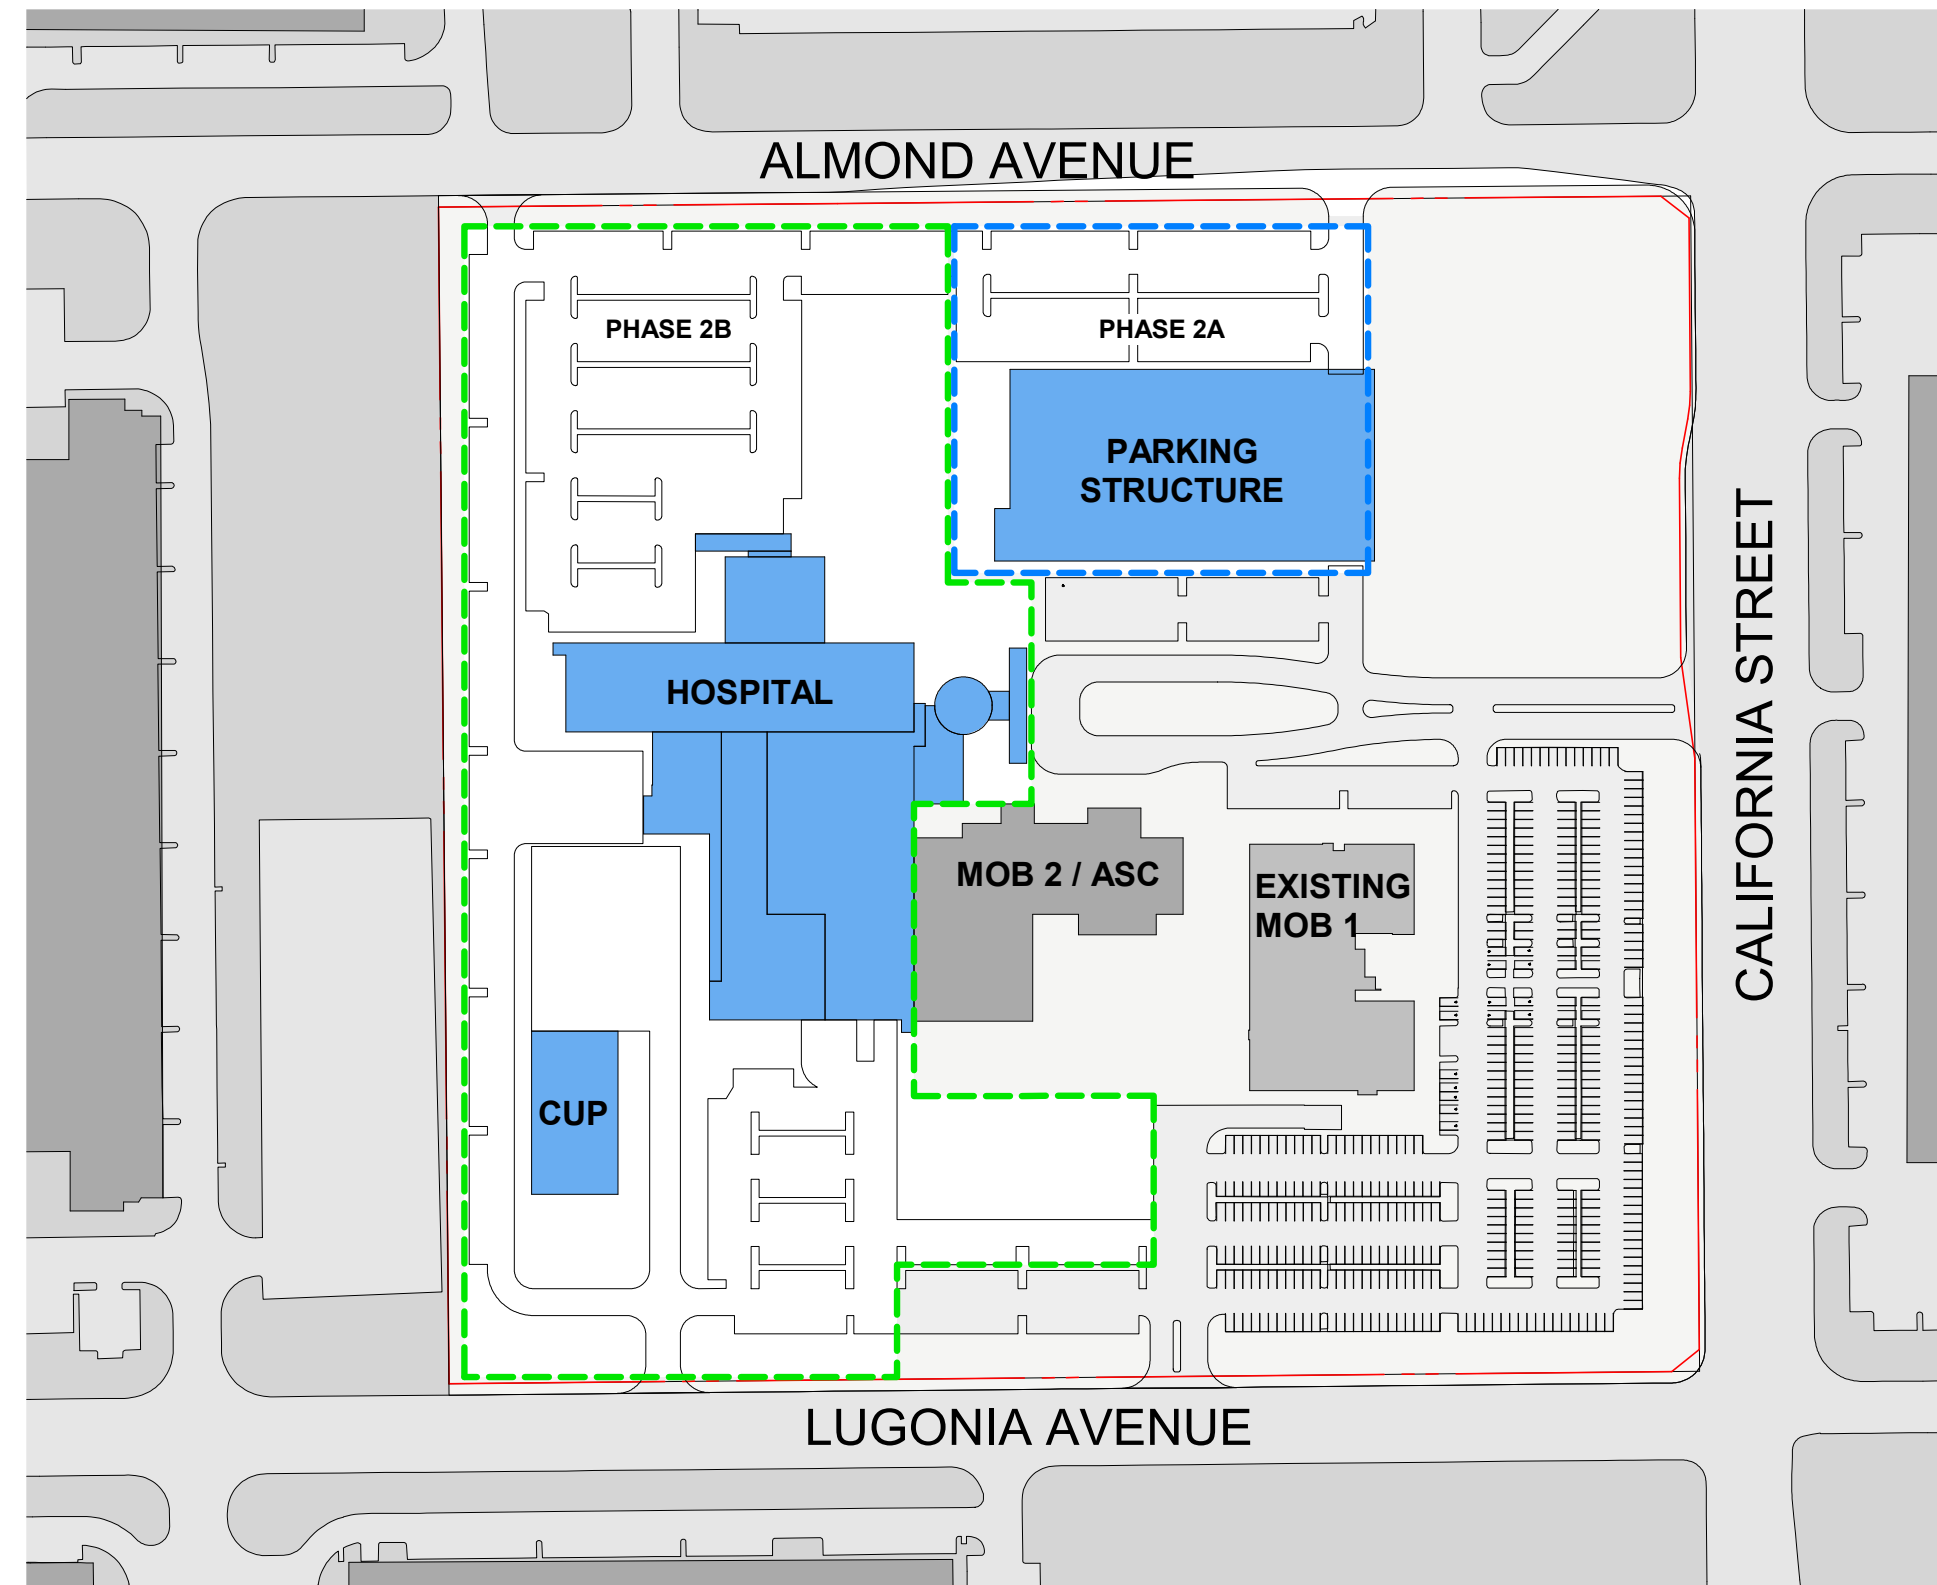 ALMOND AVENUE
PHASE 2B
PHASE 2A
PARKING
STRUCTURE
HOSPITAL
CALIFORNIA STREET
MOB 2 / ASC
EXISTING
MOB 1
CUP
LUGONIA AVENUE